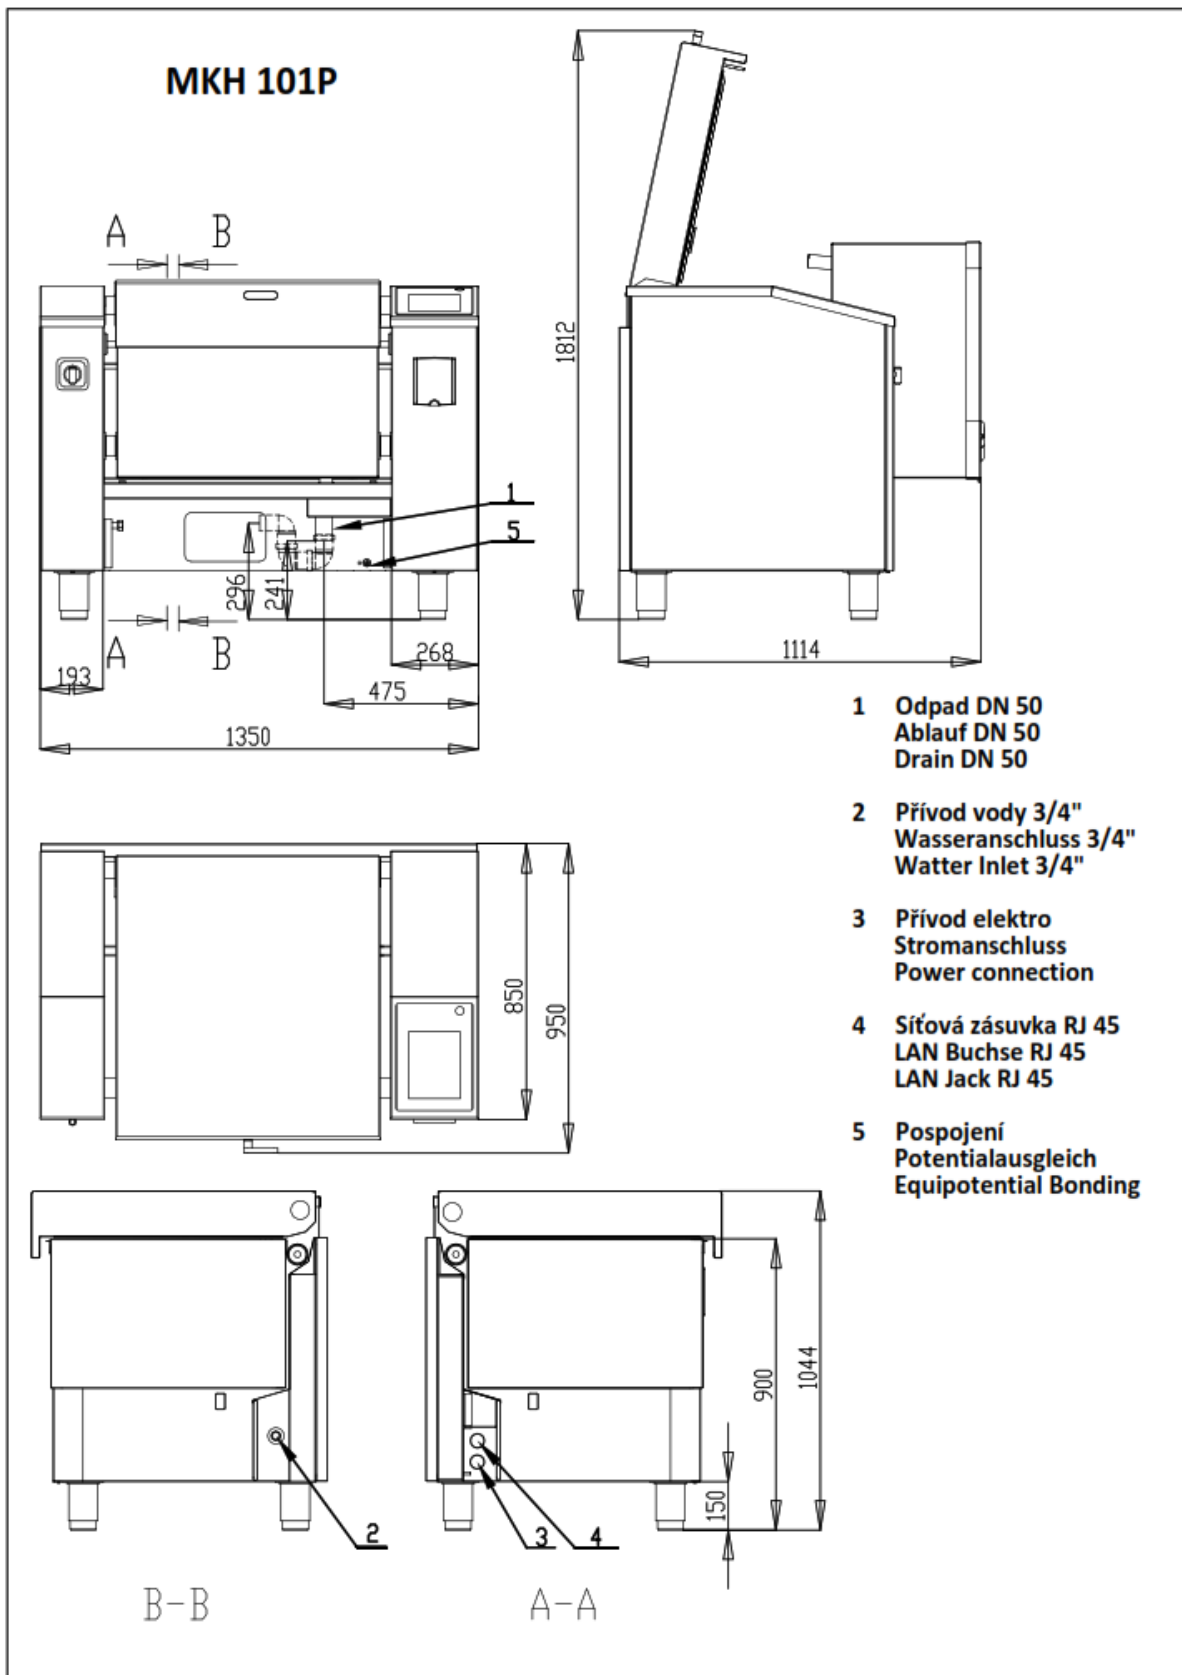 MKH 101P
A B
1
5
296
241
A B
193
268
475
1350
1812
1114
1 Odpad DN 50
Ablauf DN 50
Drain DN 50
2 Přívod vody 3/4"
Wasseranschluss 3/4"
Watter Inlet 3/4"
3 Přívod elektro
Stromanschluss
Power connection
4 Síťová zásuvka RJ 45
LAN Buchse RJ 45
LAN Jack RJ 45
5 Pospojení
Potentialausgleich
Equipotential Bonding
850
950
2
B-B
3
4
A-A
150
900
1044